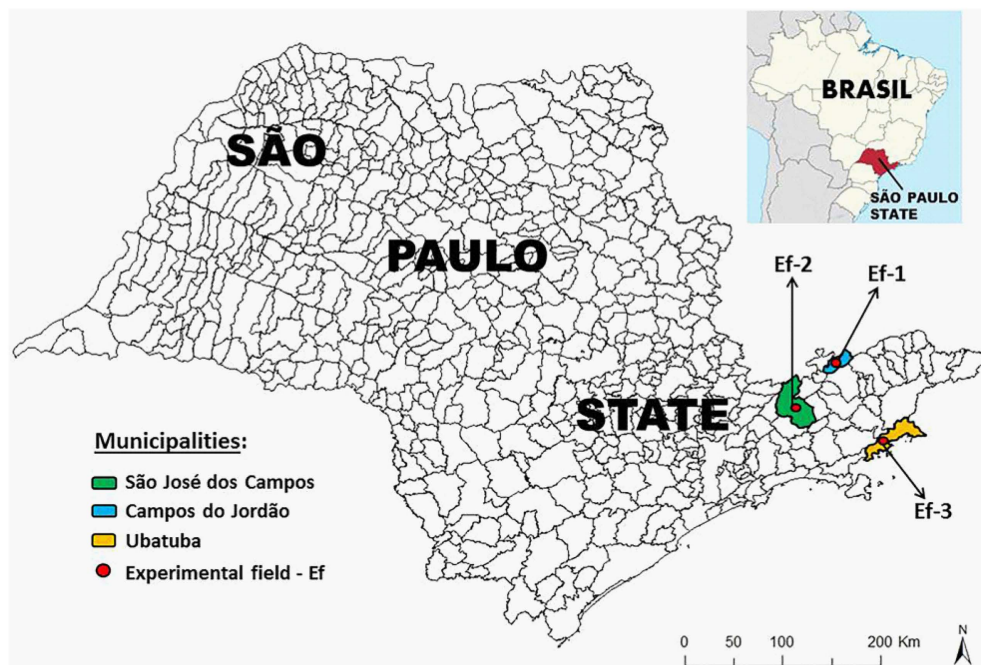 BRASIL
SÃO PAULO
STATE
SÃO
PAULO
STATE
Ef-2
Ef-1
Ef-3
Municipalities:
São José dos Campos
Campos do Jordão
Ubatuba
Experimental field - Ef
0 50 100 200 Km
N